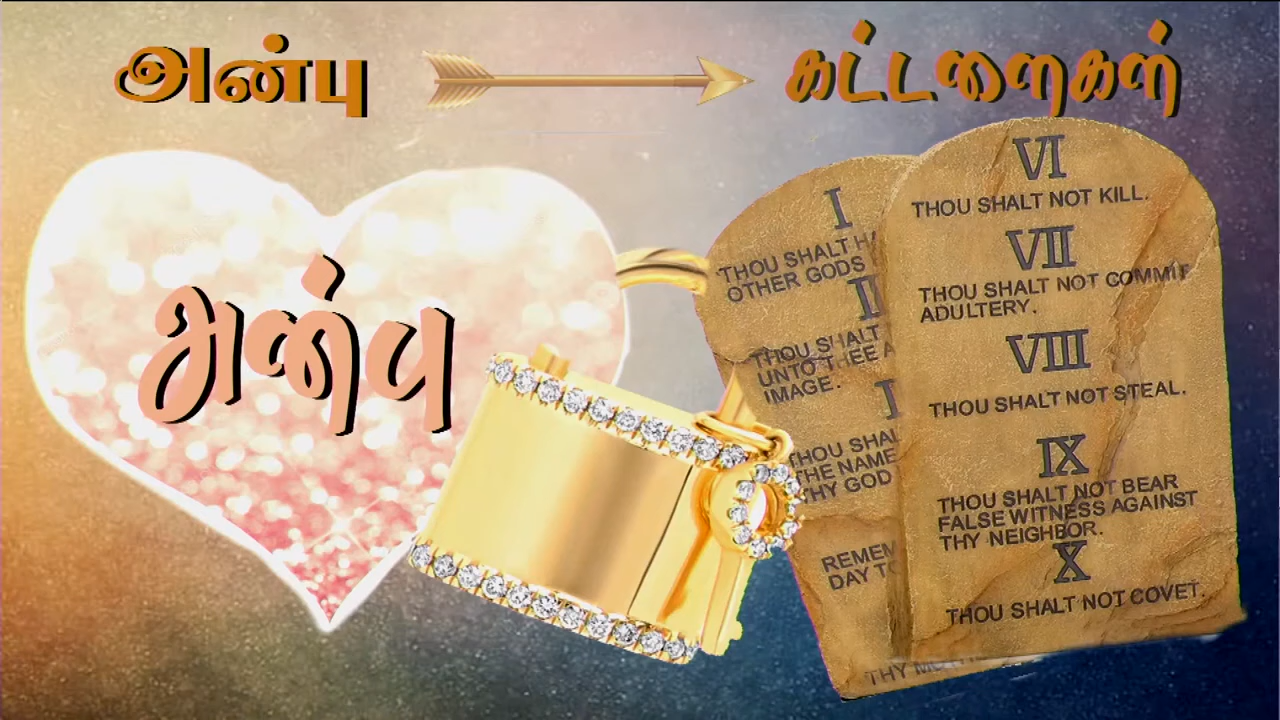 அன்பு கட்டளைகள்
அன்பு
I
THOU SHALT
OTHER GODS
THOU SHALT
UNTO THEE
IMAGE.
THOU
THE NAME
THY GOD
DAY
THY
VI
THOU SHALT NOT KILL.
VII
THOU SHALT NOT COMMIT
ADULTERY.
VIII
THOU SHALT NOT STEAL.
IX
THOU SHALT NOT BEAR
FALSE WITNESS AGAINST
THY NEIGHBOR.
X
THOU SHALT NOT COVET.